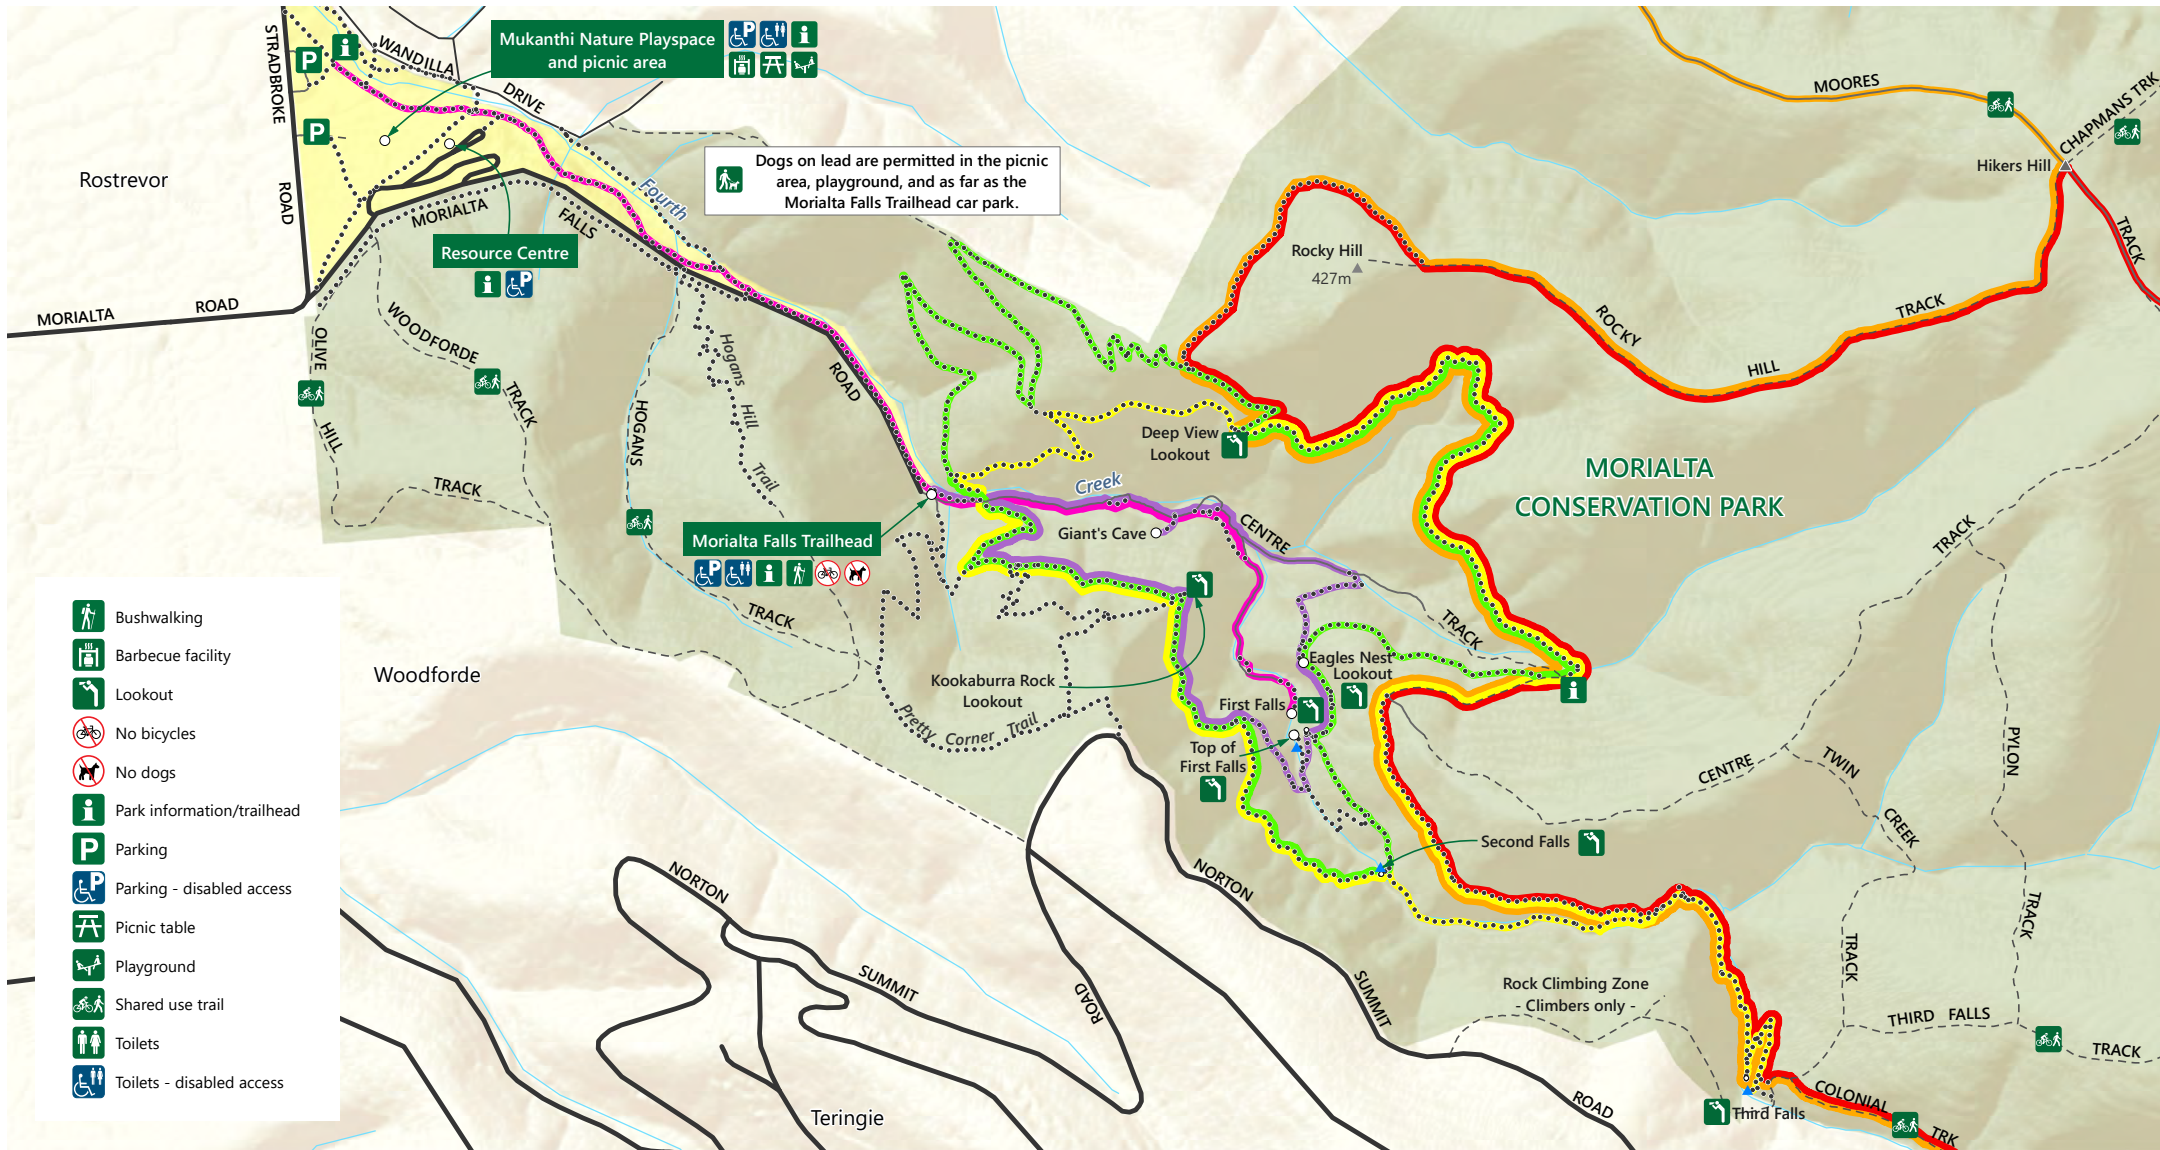 STRADBROKE
ROAD
WANDILLA
DRIVE
Mukanthi Nature Playspace
and picnic area
P
P
MOORES
TRACK
CHAPMANS TRK
Hikers Hill
Rostrevor
Fourth
Creek
Dogs on lead are permitted in the picnic
area, playground, and as far as the
Morialta Falls Trailhead car park.
MORIALTA
FALLS
ROAD
Resource Centre
MORIALTA
ROAD
Rocky Hill
427m
ROCKY
HILL
TRACK
OLIVE
HILL
TRACK
WOODFORDE
TRACK
HOGANS
TRACK
Hogans
Hill
Trail
Deep View
Lookout
MORIALTA
CONSERVATION PARK
Giant's Cave
CENTRE
TRACK
Morialta Falls Trailhead
Kookaburra Rock
Lookout
Pretty
Corner
Trail
Eagles Nest
Lookout
First Falls
Top of
First Falls
Second Falls
CENTRE
TRACK
TWIN
CREEK
TRACK
PYLON
TRACK
Woodforde
NORTON
SUMMIT
ROAD
NORTON
SUMMIT
ROAD
Rock Climbing Zone
- Climbers only -
THIRD FALLS
TRACK
Third Falls
COLONIAL
TRK
Teringie
Bushwalking
Barbecue facility
Lookout
No bicycles
No dogs
Park information/trailhead
P
Parking
P
Parking - disabled access
Picnic table
Playground
Shared use trail
Toilets
Toilets - disabled access